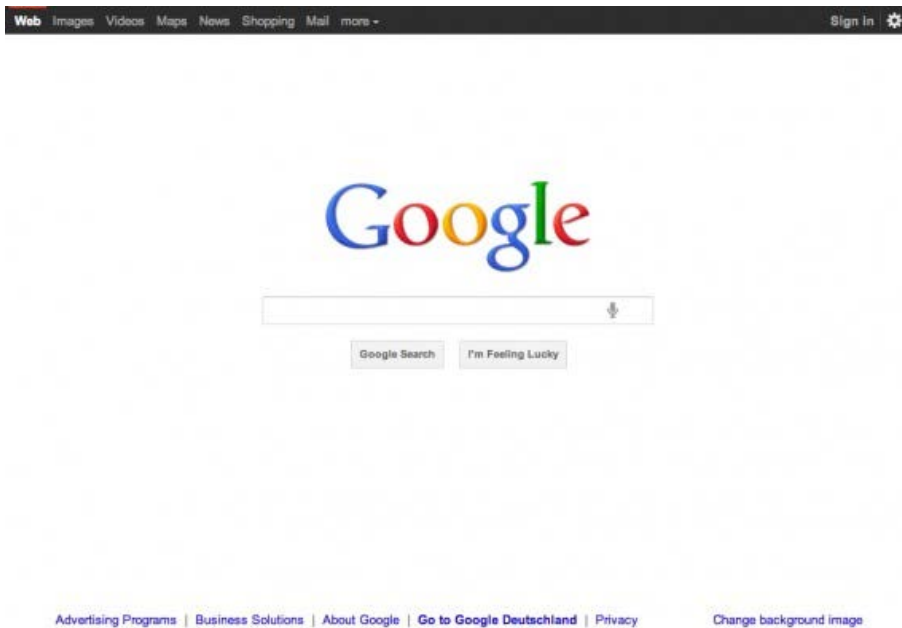 Web Images Videos Maps News Shopping Mail more Sign in
Google
Google Search I'm Feeling Lucky
Advertising Programs | Business Solutions | About Google | Go to Google Deutschland | Privacy Change background image